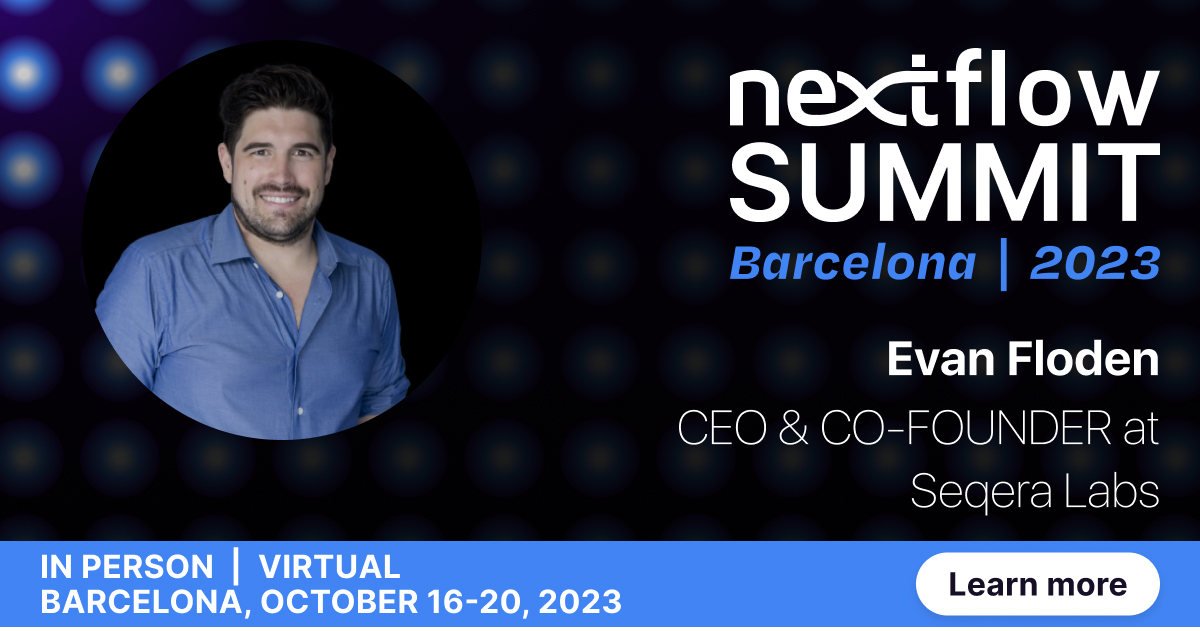 nextflow
SUMMIT
Barcelona | 2023
Evan Floden
CEO & CO-FOUNDER at
Seqera Labs
IN PERSON | VIRTUAL
BARCELONA, OCTOBER 16-20, 2023
Learn more